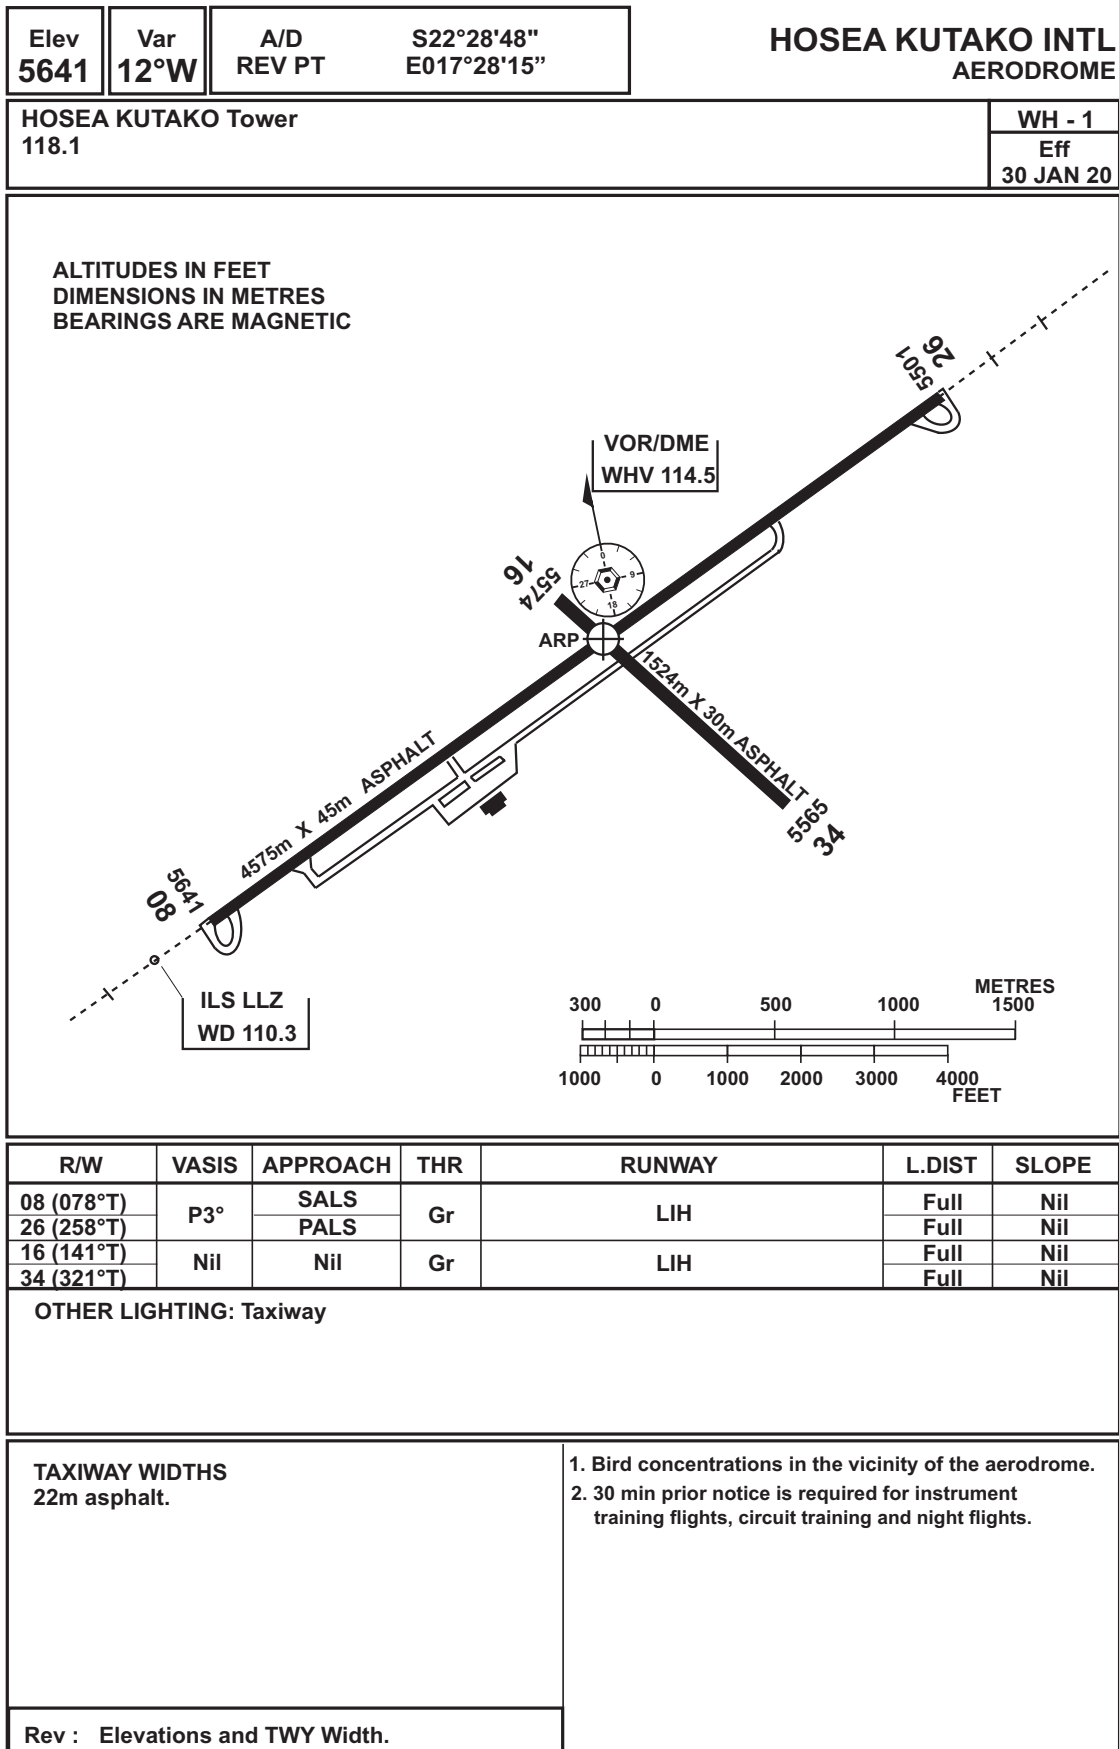 Elev
5641
Var
12°W
A/D
REV PT
S22°28'48"
E017°28'15”
HOSEA KUTAKO INTL
AERODROME
HOSEA KUTAKO Tower
118.1
WH - 1
Eff
30 JAN 20
ALTITUDES IN FEET
DIMENSIONS IN METRES
BEARINGS ARE MAGNETIC
26
5501
VOR/DME
WHV 114.5
16
5574
0
9
18
27
ARP
1524m X 30m ASPHALT
5565
34
4575m X 45m ASPHALT
5641
08
ILS LLZ
WD 110.3
METRES
300 0 500 1000 1500
1000 0 1000 2000 3000 4000
FEET
R/W VASIS APPROACH THR RUNWAY L.DIST SLOPE
08 (078°T) P3° SALS Gr LIH Full Nil
26 (258°T) PALS Full Nil
16 (141°T) Nil Nil Gr LIH Full Nil
34 (321°T) Full Nil
OTHER LIGHTING: Taxiway
TAXIWAY WIDTHS
22m asphalt.
1. Bird concentrations in the vicinity of the aerodrome.
2. 30 min prior notice is required for instrument
training flights, circuit training and night flights.
Rev : Elevations and TWY Width.